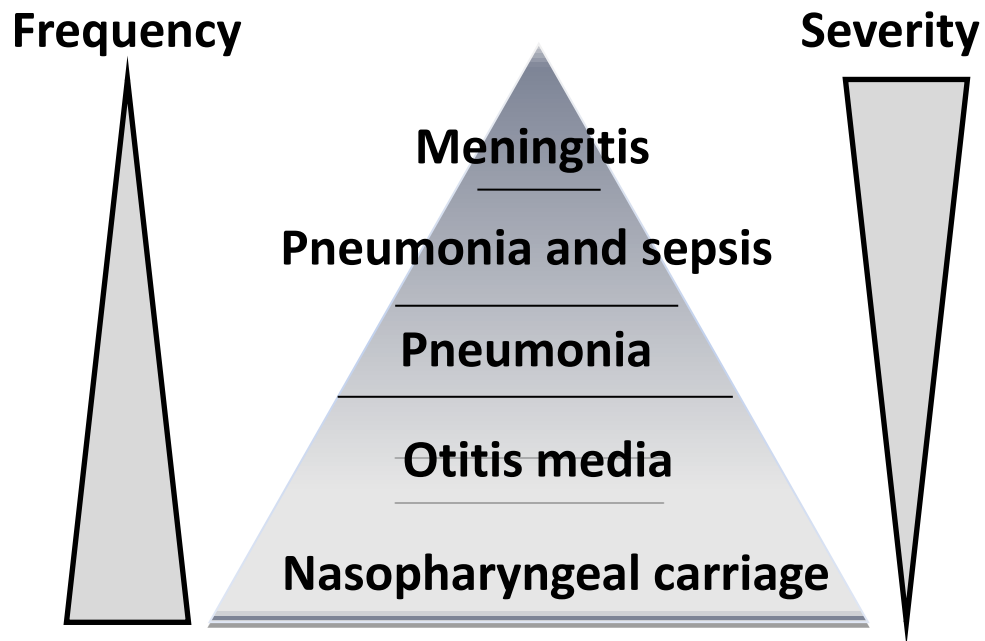 Frequency
Severity
Meningitis
Pneumonia and sepsis
Pneumonia
Otitis media
Nasopharyngeal carriage